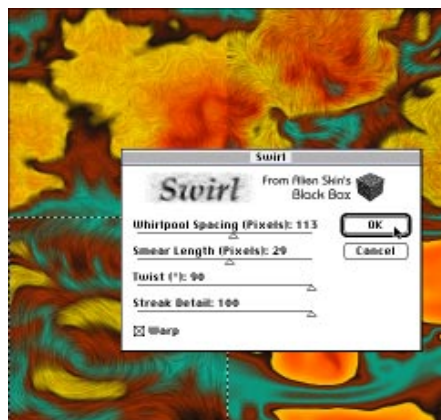 Swirl
Swirl
From Alien Skin's
Black Box
Whirlpool Spacing (Pixels): 113
OK
Smear Length (Pixels): 29
Cancel
Twist (°): 90
Streak Detail: 100
Warp